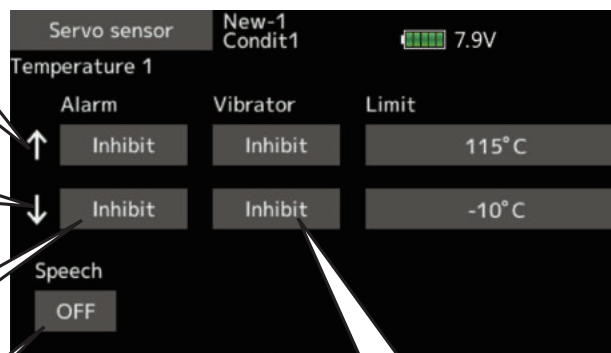 Servo sensor New-1 7.9V
Condit1
Temperature 1
Alarm Vibrator Limit
↑ Inhibit Inhibit 115°C
↓ Inhibit Inhibit -10°C
Speech
OFF